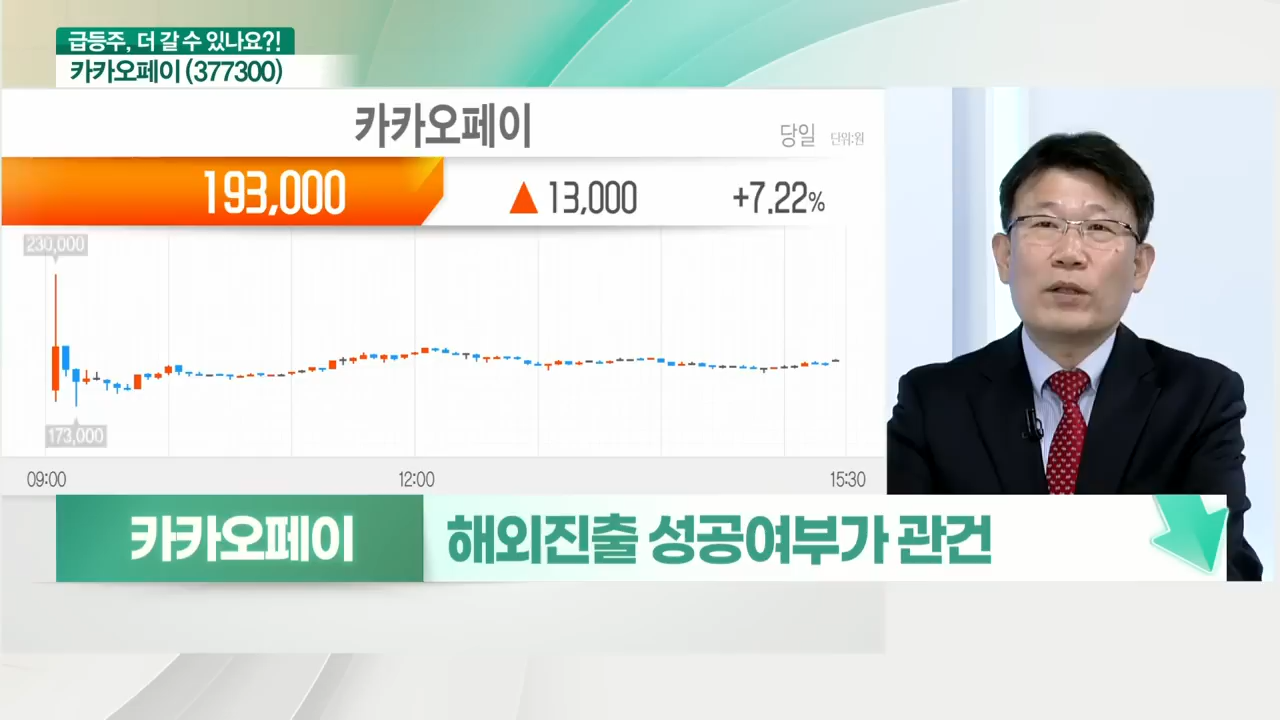 급등주, 더 갈 수 있나요?!
카카오페이 (377300)
카카오페이
당일 단위:원
193,000 ▲ 13,000 +7.22%
230,000
173,000
09:00 12:00 15:30
카카오페이 해외진출 성공여부가 관건